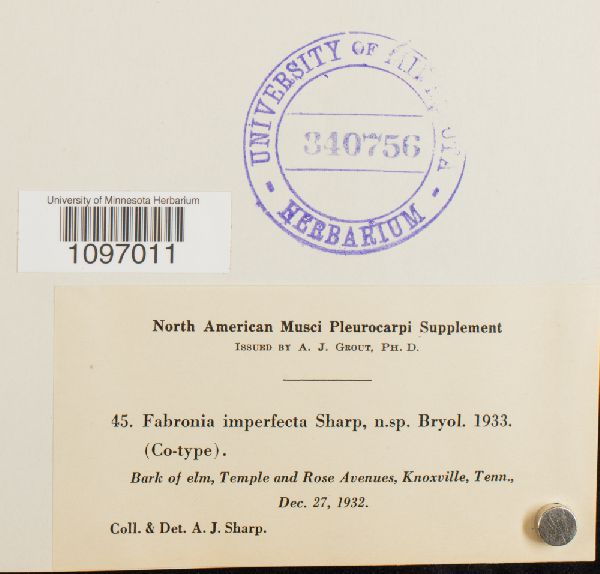 UNIVERSITY OF
340756
HERBARIUM
University of Minnesota Herbarium
1097011
North American Musci Pleurocarpi Supplement
ISSUED BY A. J. GROUT, PH. D.
45. Fabronia imperfecta Sharp, n.sp. Bryol. 1933.
(Co-type).
Bark of elm, Temple and Rose Avenues, Knoxville, Tenn.,
Dec. 27, 1932.
Coll. & Det. A. J. Sharp.